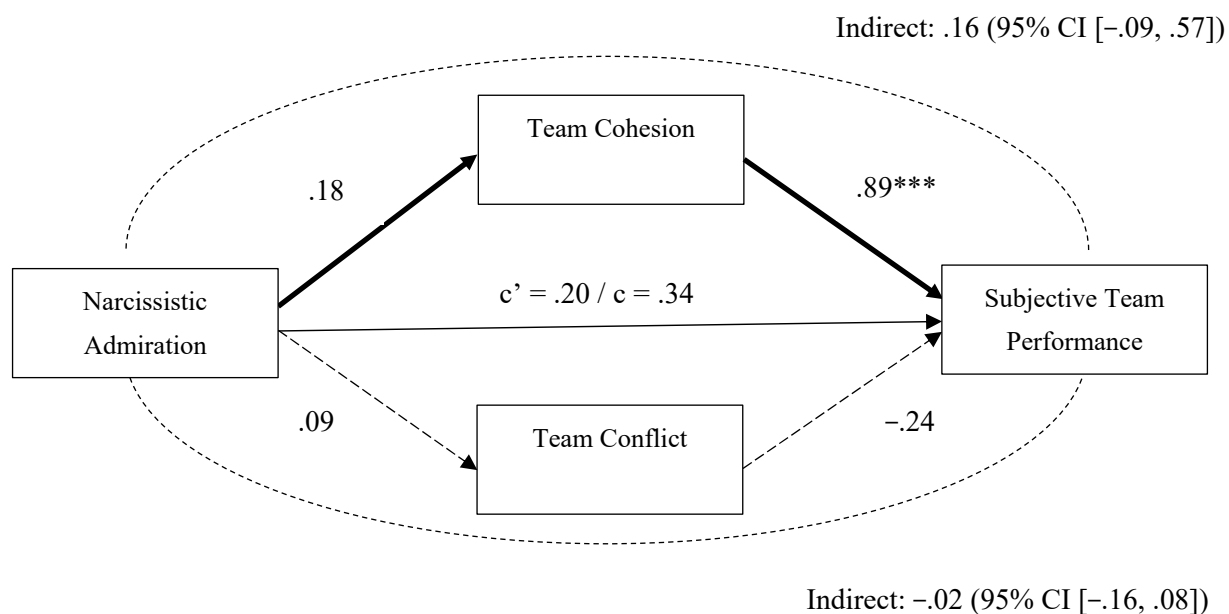 Indirect: .16 (95% CI [−.09, .57])
Team Cohesion
.18
.89***
Narcissistic
Admiration
c’ = .20 / c = .34
Subjective Team
Performance
.09
Team Conflict
−.24
Indirect: −.02 (95% CI [−.16, .08])